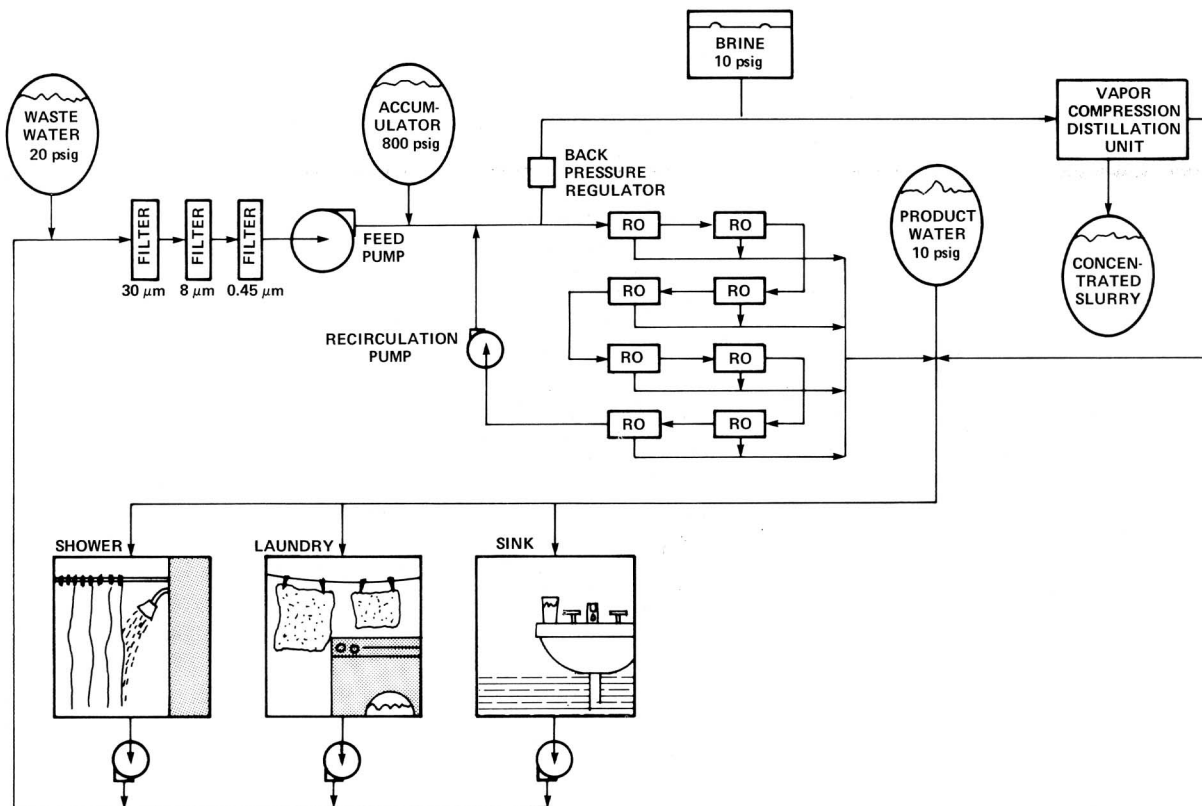 BRINE
10 psig
WASTE
WATER
20 psig
ACCUM-
ULATOR
800 psig
VAPOR
COMPRESSION
DISTILLATION
UNIT
BACK
PRESSURE
REGULATOR
FILTER
FILTER
FILTER
30 μm
8 μm
0.45 μm
FEED
PUMP
RO
RO
RO
RO
RO
RO
RO
RO
PRODUCT
WATER
10 psig
CONCEN-
TRATED
SLURRY
RECIRCULATION
PUMP
SHOWER
LAUNDRY
SINK